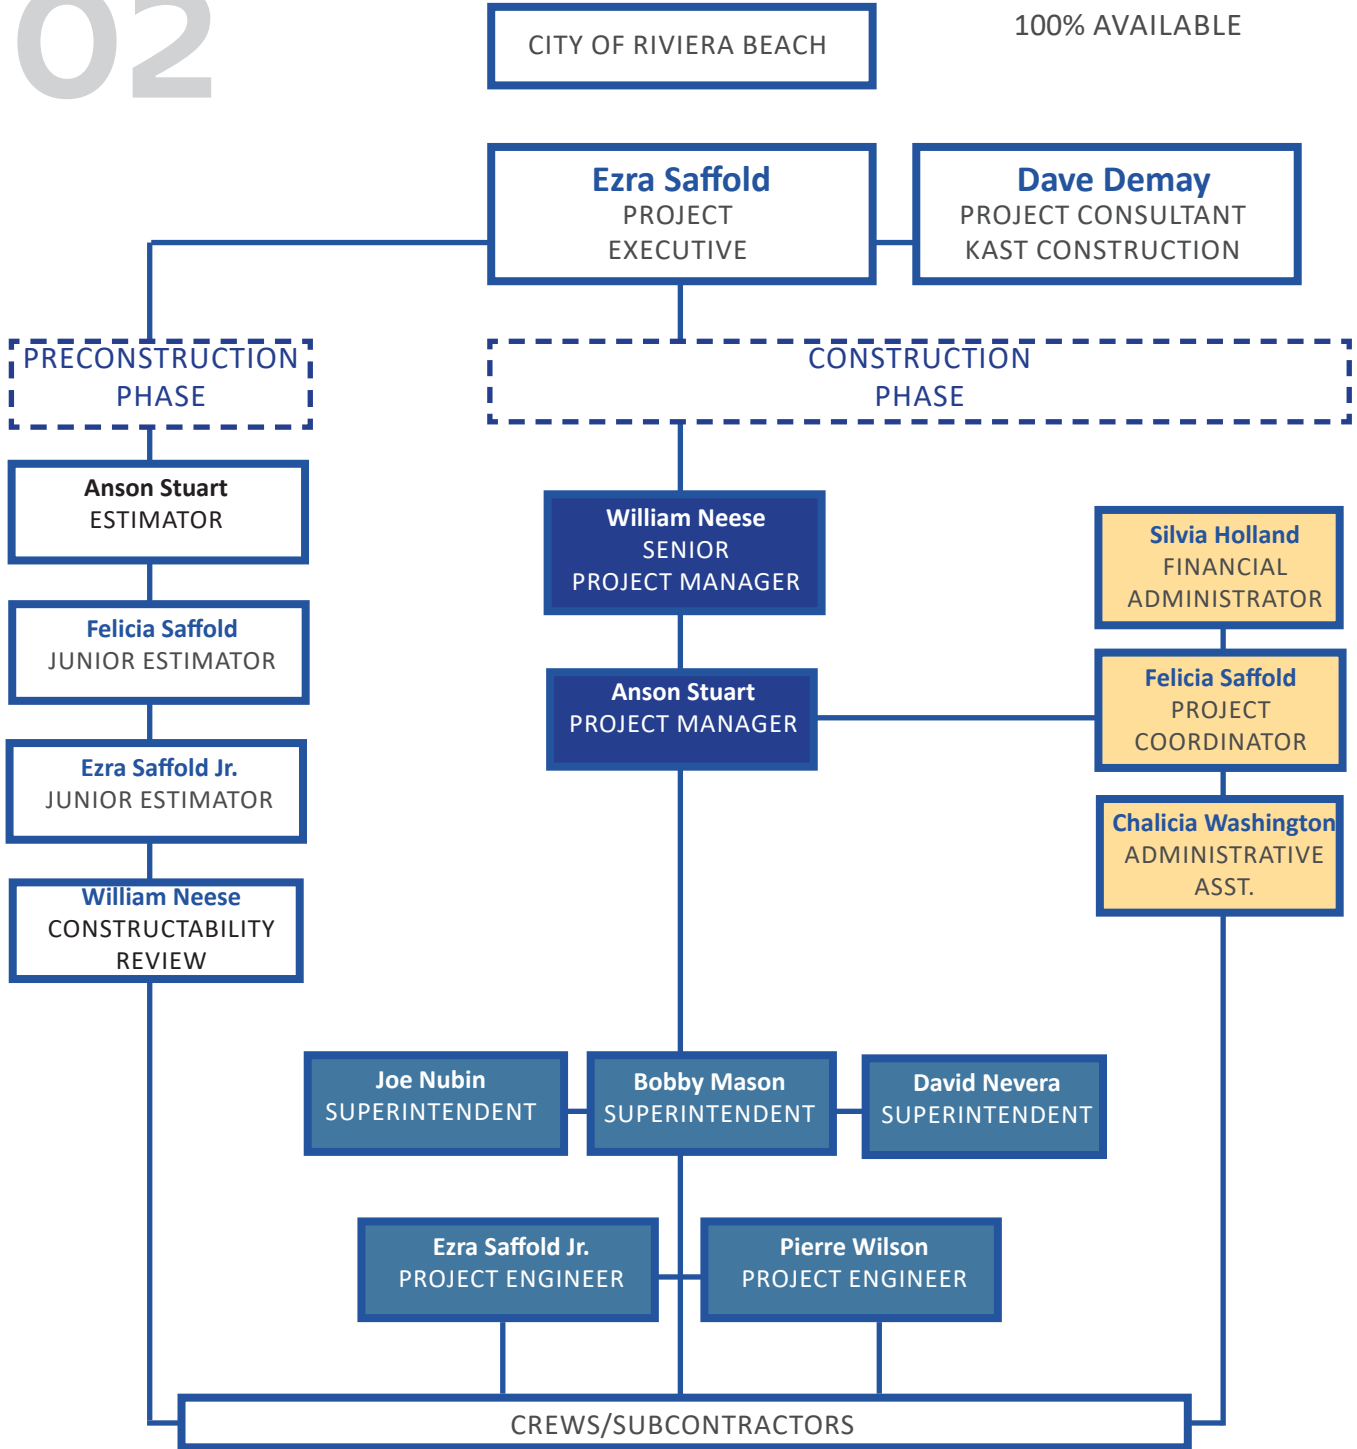 02
CITY OF RIVIERA BEACH
100% AVAILABLE
Ezra Saffold
PROJECT
EXECUTIVE
Dave Demay
PROJECT CONSULTANT
KAST CONSTRUCTION
PRECONSTRUCTION
PHASE
CONSTRUCTION
PHASE
Anson Stuart
ESTIMATOR
Felicia Saffold
JUNIOR ESTIMATOR
Ezra Saffold Jr.
JUNIOR ESTIMATOR
William Neese
CONSTRUCTABILITY
REVIEW
William Neese
SENIOR
PROJECT MANAGER
Anson Stuart
PROJECT MANAGER
Silvia Holland
FINANCIAL
ADMINISTRATOR
Felicia Saffold
PROJECT
COORDINATOR
Chalicia Washington
ADMINISTRATIVE
ASST.
Joe Nubin
SUPERINTENDENT
Bobby Mason
SUPERINTENDENT
David Nevera
SUPERINTENDENT
Ezra Saffold Jr.
PROJECT ENGINEER
Pierre Wilson
PROJECT ENGINEER
CREWS/SUBCONTRACTORS